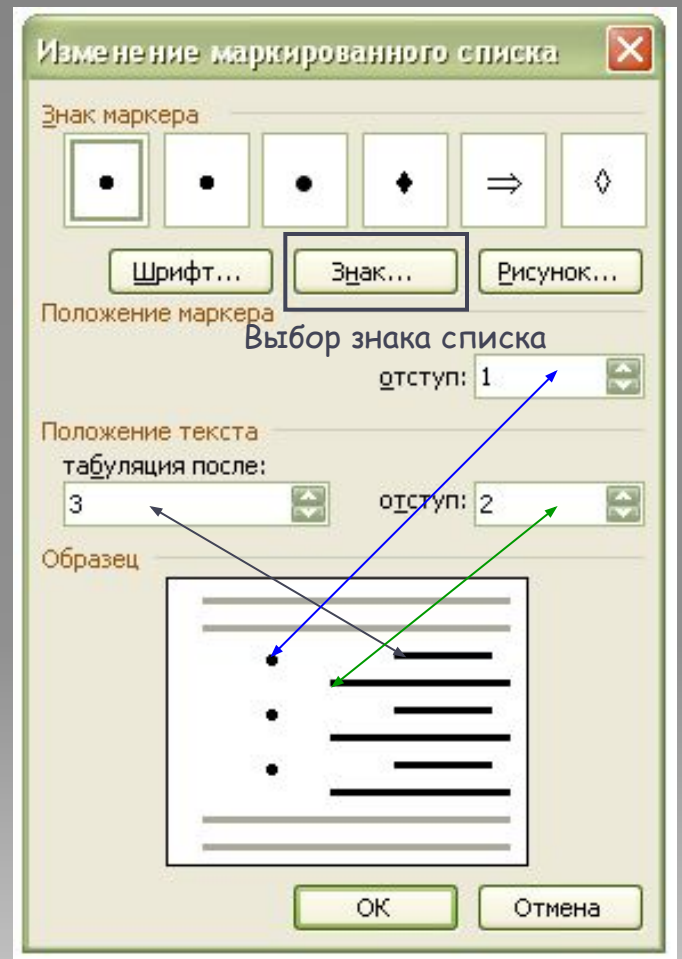 Изменение маркированного списка
Знак маркера
Шрифт... Знак... Рисунок...
Положение маркера
Выбор знака списка
отступ: 1
Положение текста
табуляция после:
3 отступ: 2
Образец
ОК Отмена